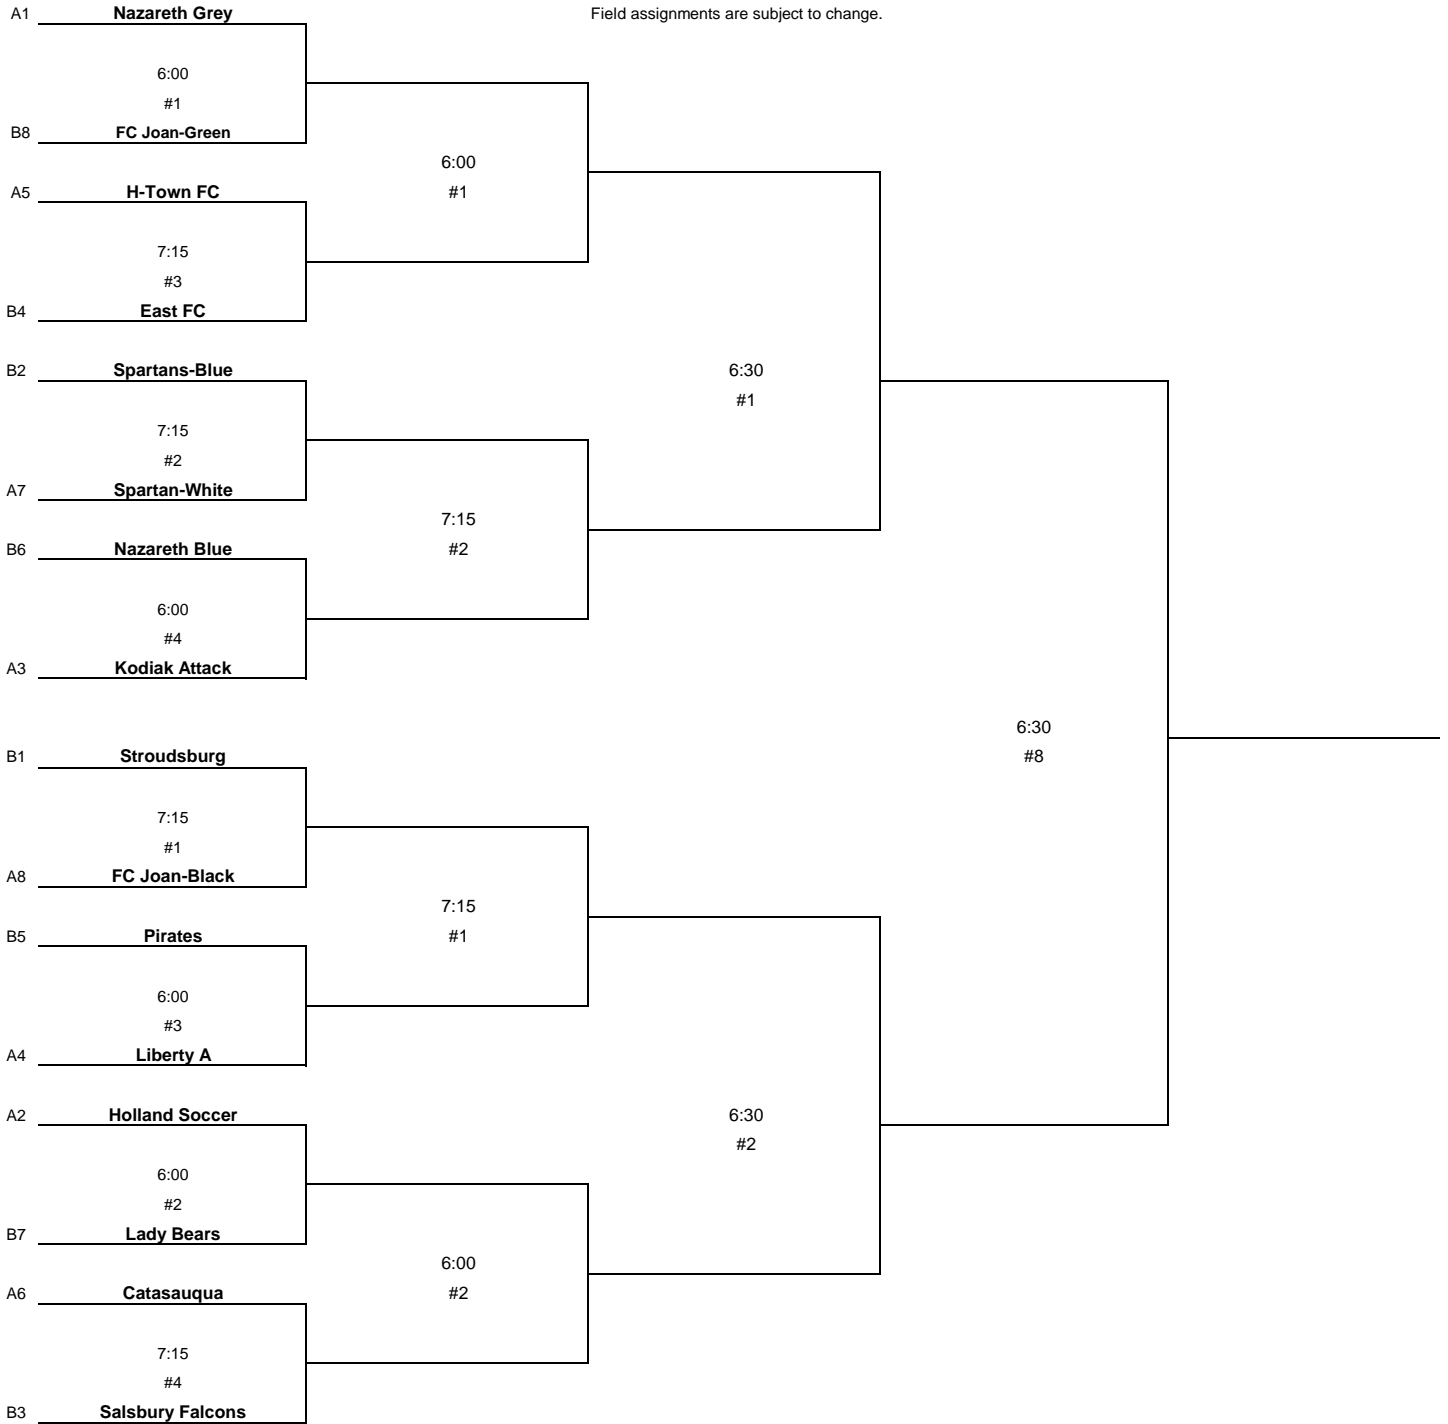 A1 Nazareth Grey
Field assignments are subject to change.
6:00
#1
B8 FC Joan-Green
6:00
A5 H-Town FC
#1
7:15
#3
B4 East FC
B2 Spartans-Blue
6:30
#1
7:15
#2
A7 Spartan-White
7:15
B6 Nazareth Blue
#2
6:00
#4
A3 Kodiak Attack
6:30
#8
B1 Stroudsburg
7:15
#1
A8 FC Joan-Black
7:15
B5 Pirates
#1
6:00
#3
A4 Liberty A
A2 Holland Soccer
6:30
#2
6:00
#2
B7 Lady Bears
6:00
A6 Catasauqua
#2
7:15
#4
B3 Salsbury Falcons